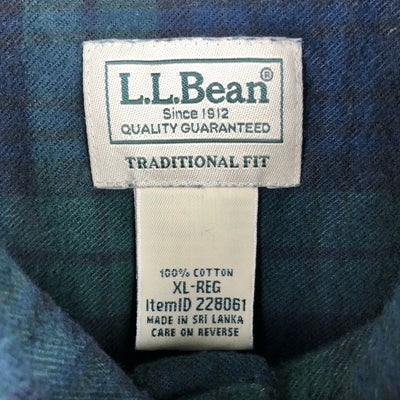 L.L.Bean®
Since 1912
QUALITY GUARANTEED
TRADITIONAL FIT
100% COTTON
XL-REG
ItemID 228061
MADE IN SRI LANKA
CARE ON REVERSE